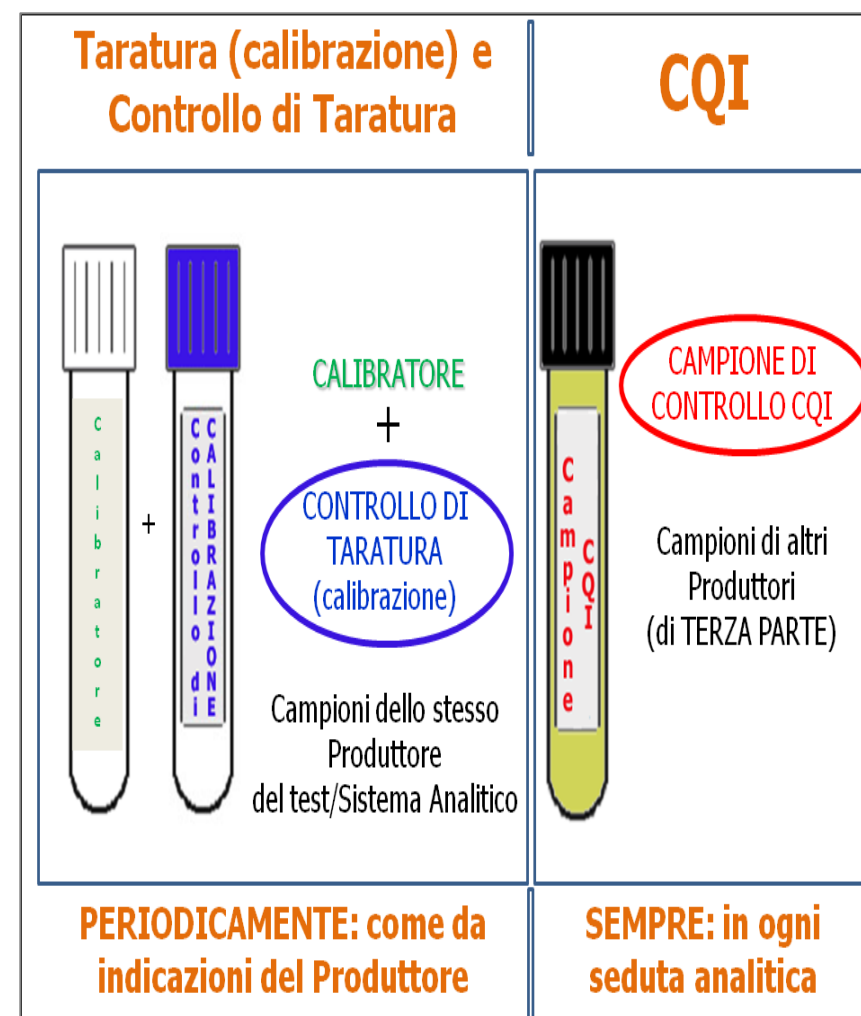 Taratura (calibrazione) e
Controllo di Taratura
CQI
Calibratore
+
Controllo di
CALIBRAZIONE
CALIBRATORE
+
CONTROLLO DI
TARATURA
(calibrazione)
Campioni dello stesso
Produttore
del test/Sistema Analitico
Campione
CQI
CAMPIONE DI
CONTROLLO CQI
Campioni di altri
Produttori
(di TERZA PARTE)
PERIODICAMENTE: come da
indicazioni del Produttore
SEMPRE: in ogni
seduta analitica